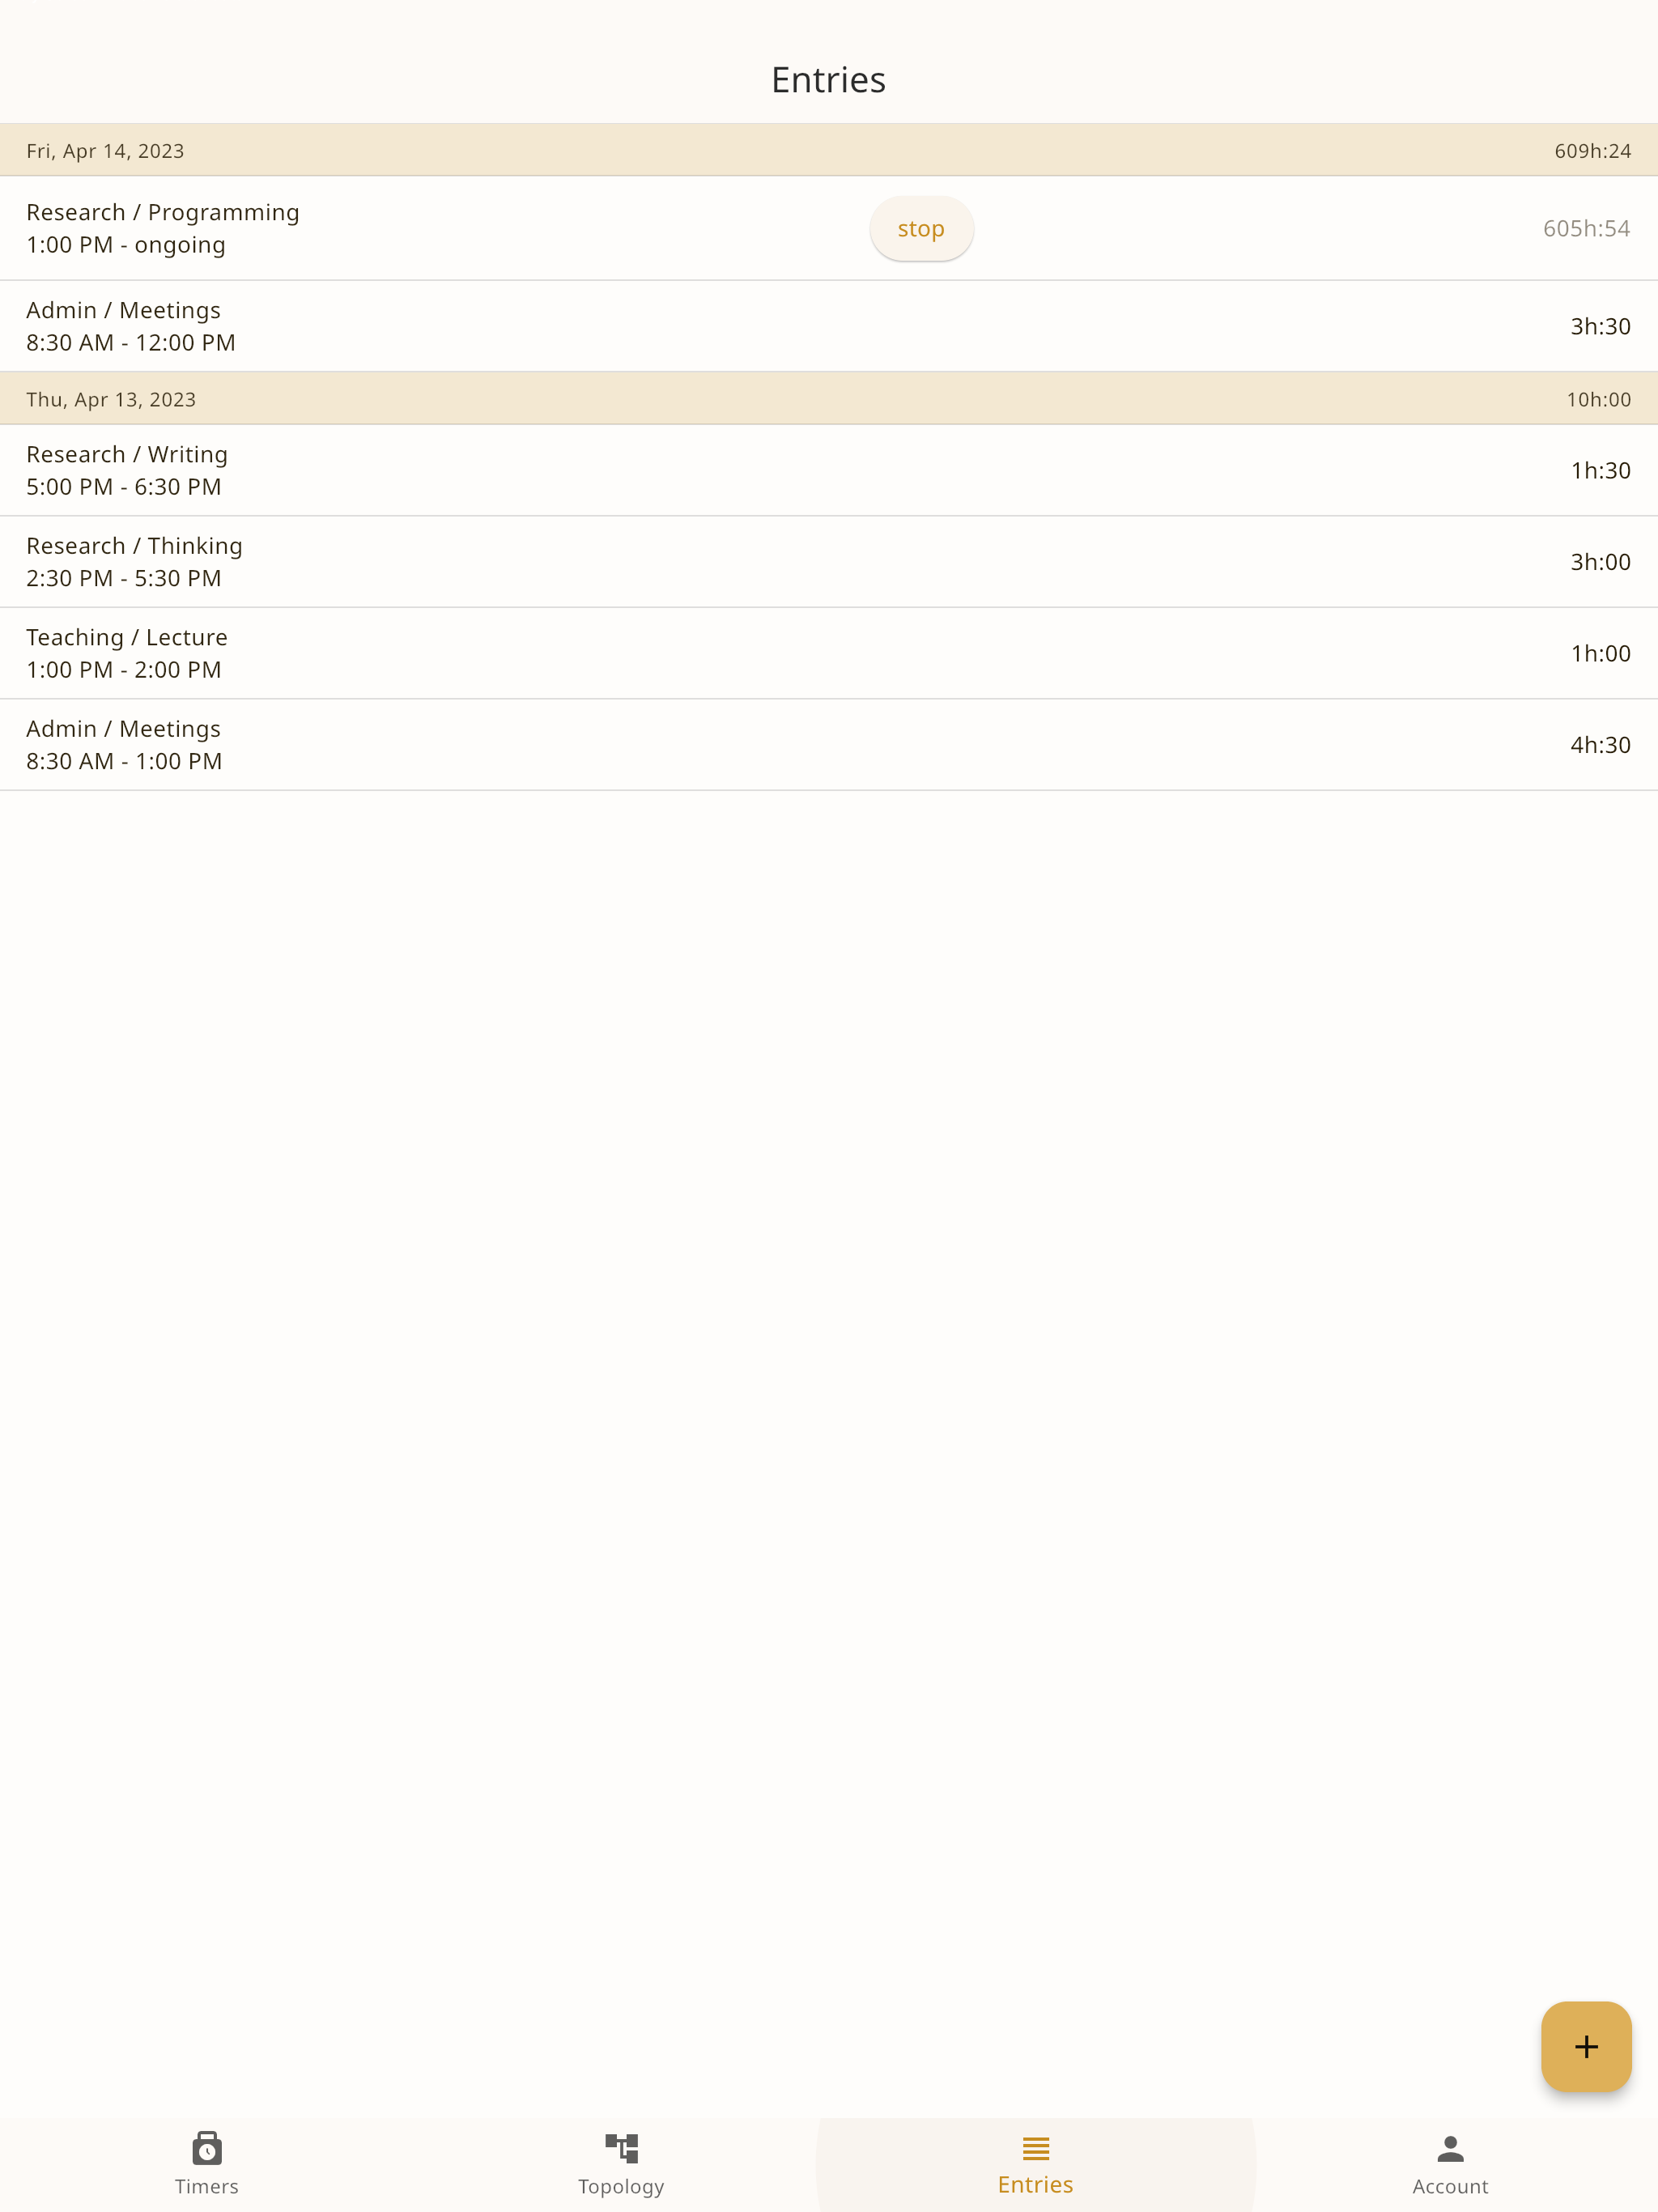 Entries
Fri, Apr 14, 2023 609h:24
Research / Programming
1:00 PM - ongoing
stop
605h:54
Admin / Meetings
8:30 AM - 12:00 PM
3h:30
Thu, Apr 13, 2023 10h:00
Research / Writing
5:00 PM - 6:30 PM
1h:30
Research / Thinking
2:30 PM - 5:30 PM
3h:00
Teaching / Lecture
1:00 PM - 2:00 PM
1h:00
Admin / Meetings
8:30 AM - 1:00 PM
4h:30
+
Timers Topology Entries Account